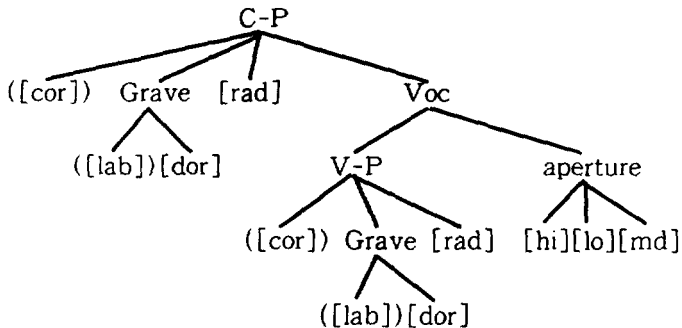 C-P
([cor]) Grave [rad] Voc
([lab])[dor] V-P aperture
([cor]) Grave [rad] [hi][lo][md]
([lab])[dor]